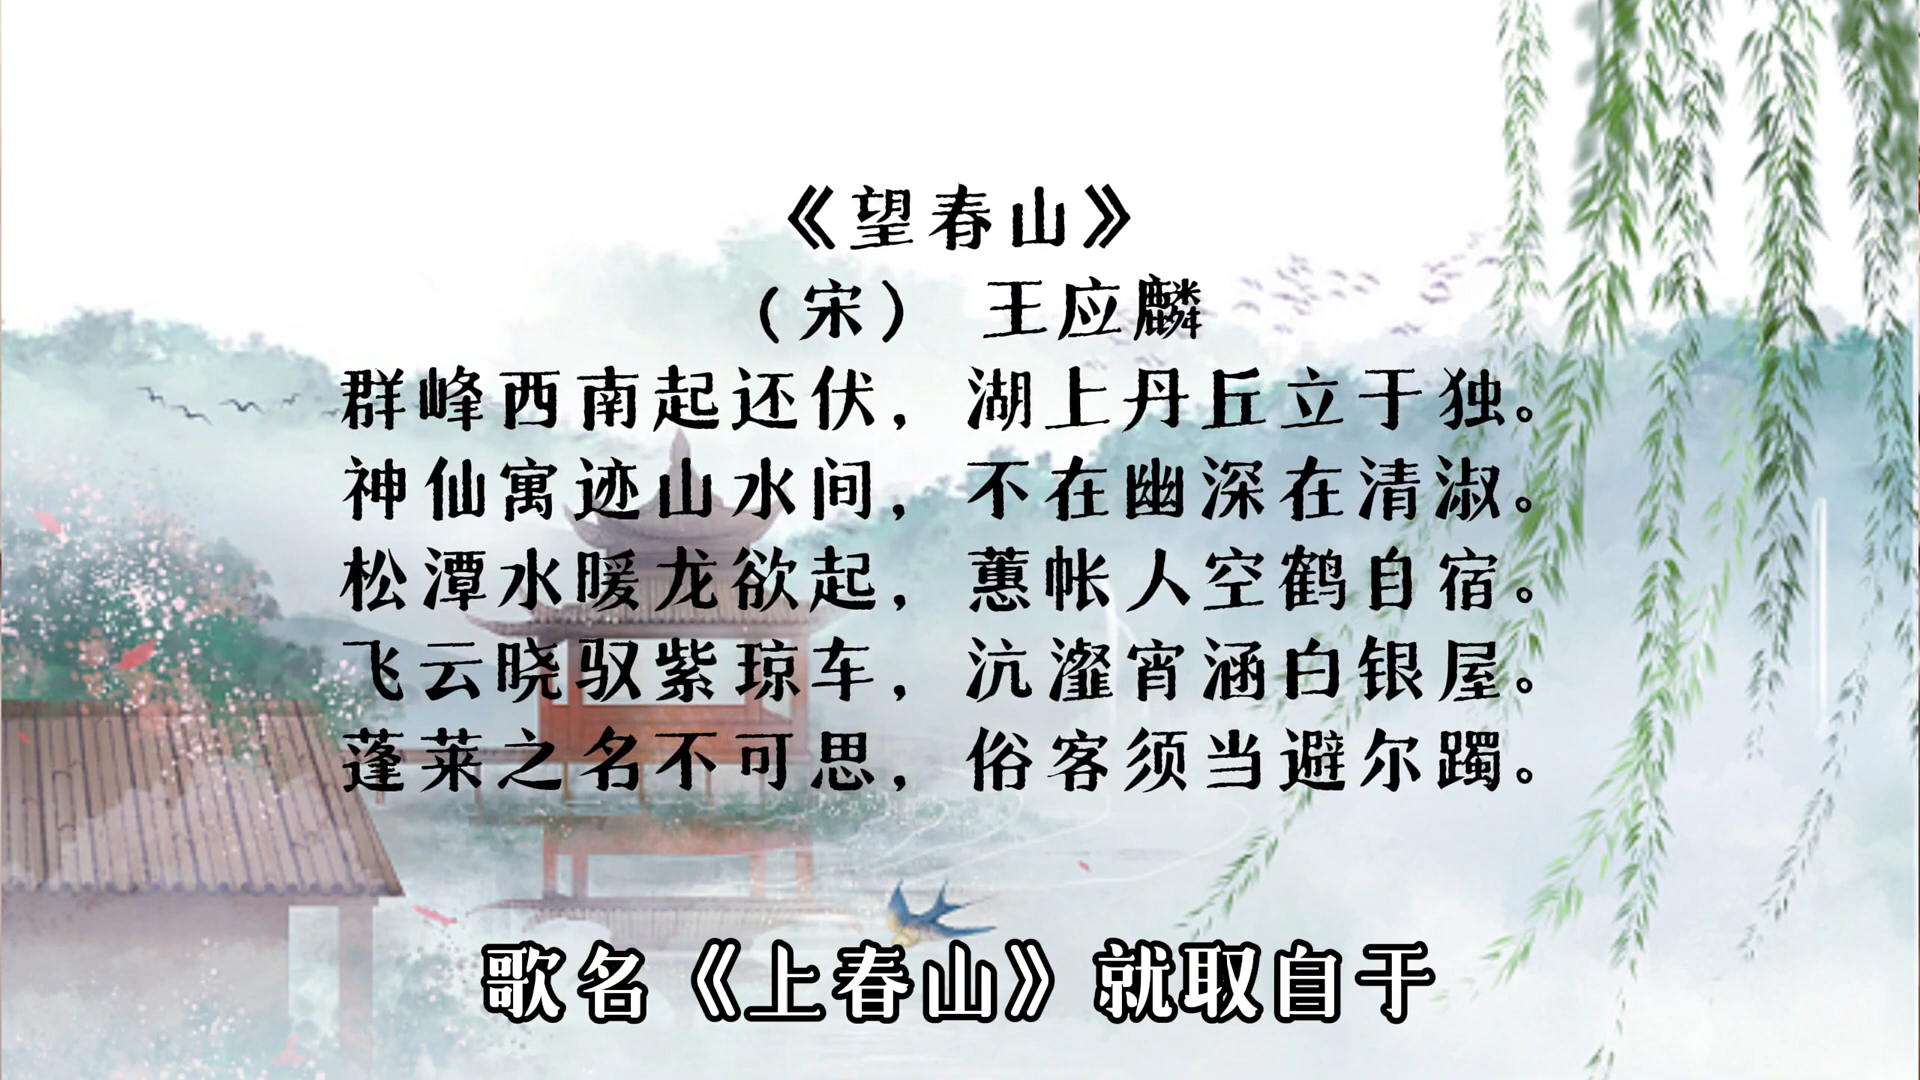 《望春山》
（宋） 王应麟
群峰西南起还伏，湖上丹丘立于独。
神仙寓迹山水间，不在幽深在清淑。
松潭水暖龙欲起，蕙帐人空鹤自宿。
飞云晓驭紫琼车，沆瀣宵涵白银屋。
蓬莱之名不可思，俗客须当避尔躅。
歌名《上春山》就取自于